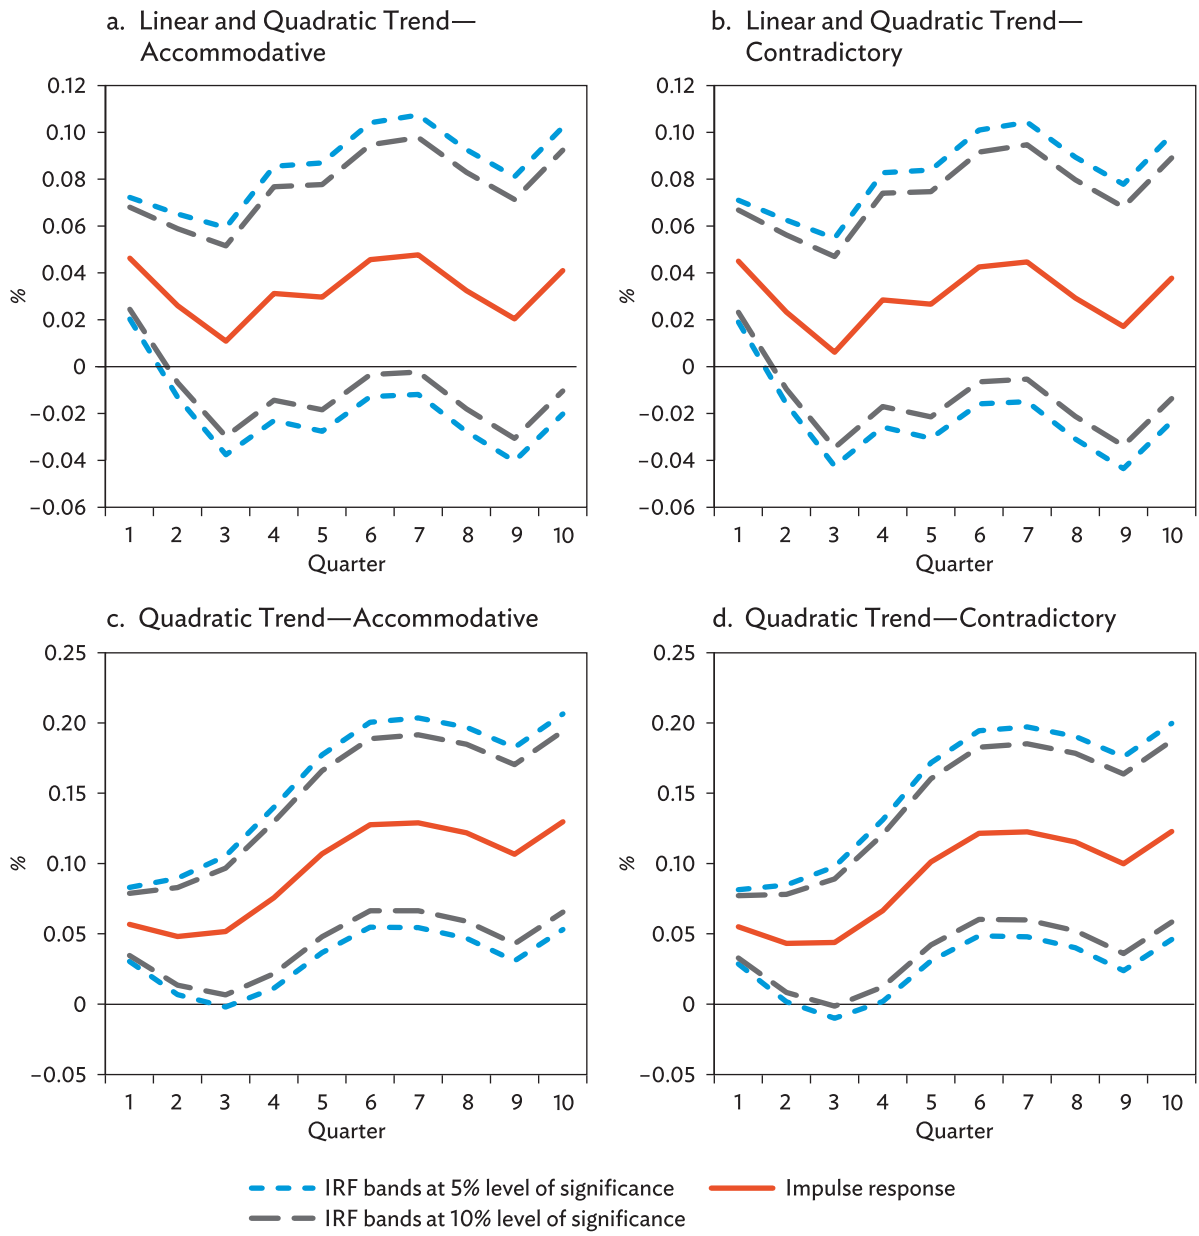 a. Linear and Quadratic Trend—
Accommodative
0.12
0.10
0.08
0.06
0.04
0.02
0
–0.02
–0.04
–0.06
%
1 2 3 4 5 6 7 8 9 10
Quarter
b. Linear and Quadratic Trend—
Contradictory
0.12
0.10
0.08
0.06
0.04
0.02
0
–0.02
–0.04
–0.06
%
1 2 3 4 5 6 7 8 9 10
Quarter
c. Quadratic Trend—Accommodative
0.25
0.20
0.15
0.10
0.05
0
–0.05
%
1 2 3 4 5 6 7 8 9 10
Quarter
d. Quadratic Trend—Contradictory
0.25
0.20
0.15
0.10
0.05
0
–0.05
%
1 2 3 4 5 6 7 8 9 10
Quarter
IRF bands at 5% level of significance
Impulse response
IRF bands at 10% level of significance